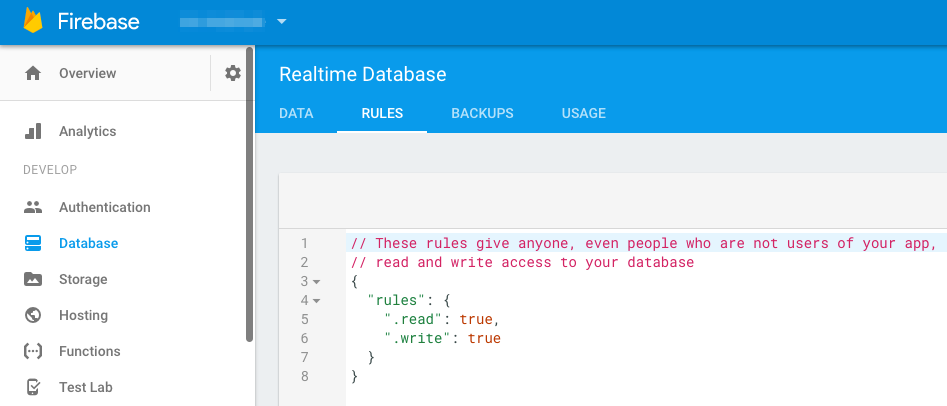 Firebase
Overview
Realtime Database
DATA RULES BACKUPS USAGE
Analytics
DEVELOP
Authentication
Database
Storage
Hosting
Functions
Test Lab
1 // These rules give anyone, even people who are not users of your app,
2 // read and write access to your database
3 {
4 "rules": {
5 ".read": true,
6 ".write": true
7 }
8 }